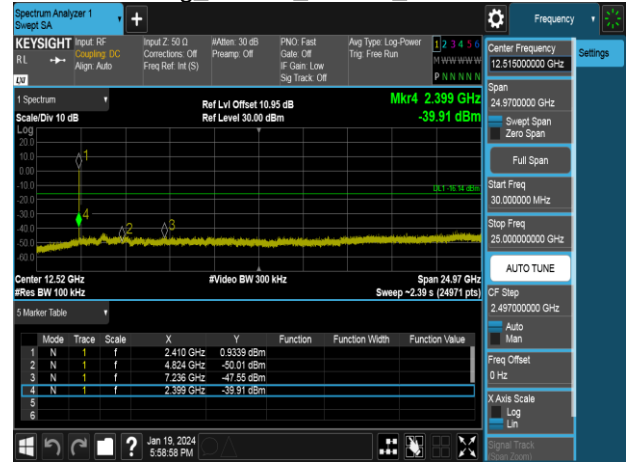 Spectrum Analyzer 1
Swept SA
+
Frequency
KEYSIGHT
Input: RF
Coupling: DC
Align: Auto
Input Z: 50 Ω
Corrections: Off
Freq Ref: Int (S)
#Atten: 30 dB
Preamp: Off
PNO: Fast
Gate: Off
IF Gain: Low
Sig Track: Off
Avg Type: Log-Power
Trig: Free Run
1 2 3 4 5 6
M W W W W W
P N N N N N
RL
LXI
1 Spectrum
Scale/Div 10 dB
Ref Lvl Offset 10.95 dB
Ref Level 30.00 dBm
Mkr4 2.399 GHz
-39.91 dBm
Log
20.0
10.0
0.00
-10.0
-20.0
-30.0
-40.0
-50.0
-60.0
1
4
2
3
DL1 -16.14 dBm
Center 12.52 GHz
#Res BW 100 kHz
#Video BW 300 kHz
Span 24.97 GHz
Sweep ~2.39 s (24971 pts)
5 Marker Table
Mode Trace Scale X Y Function Function Width Function Value
1 N 1 f 2.410 GHz 0.9339 dBm
2 N 1 f 4.824 GHz -50.01 dBm
3 N 1 f 7.236 GHz -47.55 dBm
4 N 1 f 2.399 GHz -39.91 dBm
5
6
?
Jan 19, 2024
5:58:58 PM
Center Frequency
12.515000000 GHz
Settings
Span
24.9700000 GHz
Swept Span
Zero Span
Full Span
Start Freq
30.000000 MHz
Stop Freq
25.000000000 GHz
AUTO TUNE
CF Step
2.497000000 GHz
Auto
Man
Freq Offset
0 Hz
X Axis Scale
Log
Lin
Signal Track
(Span Zoom)